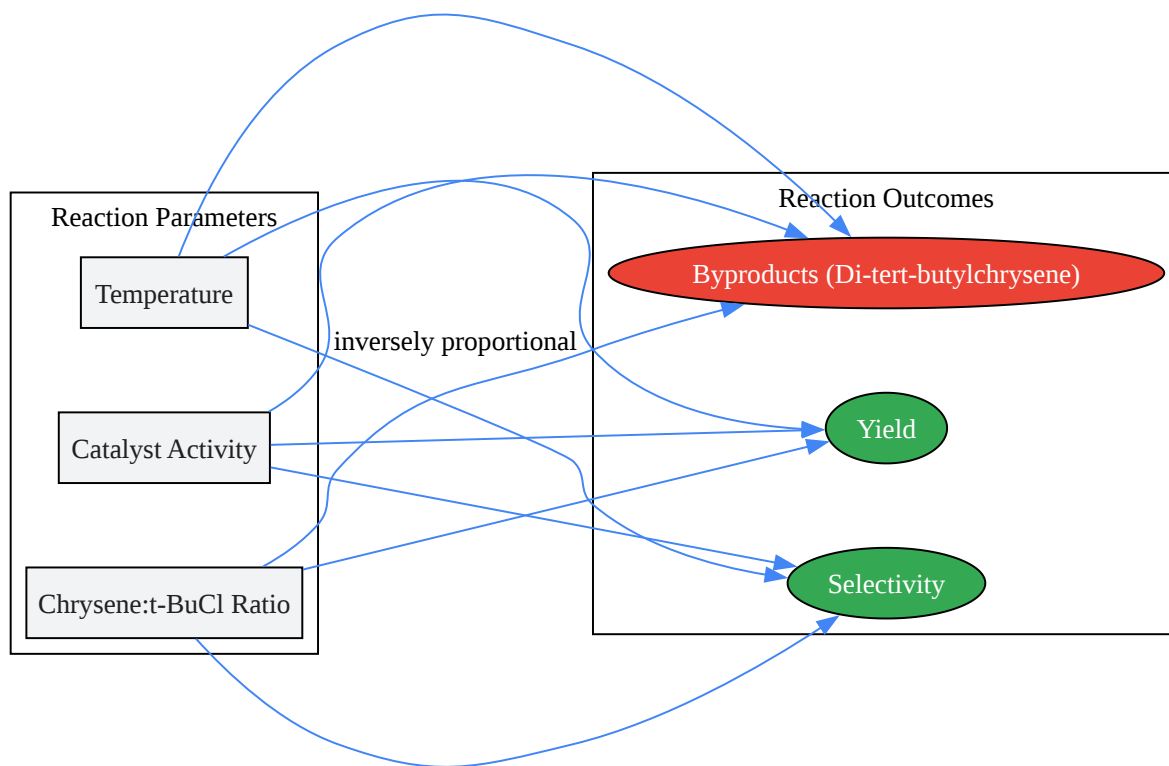 Reaction Parameters
Temperature
Catalyst Activity
Chrysene:t-BuCl Ratio
inversely proportional
Reaction Outcomes
Byproducts (Di-tert-butylchrysene)
Yield
Selectivity